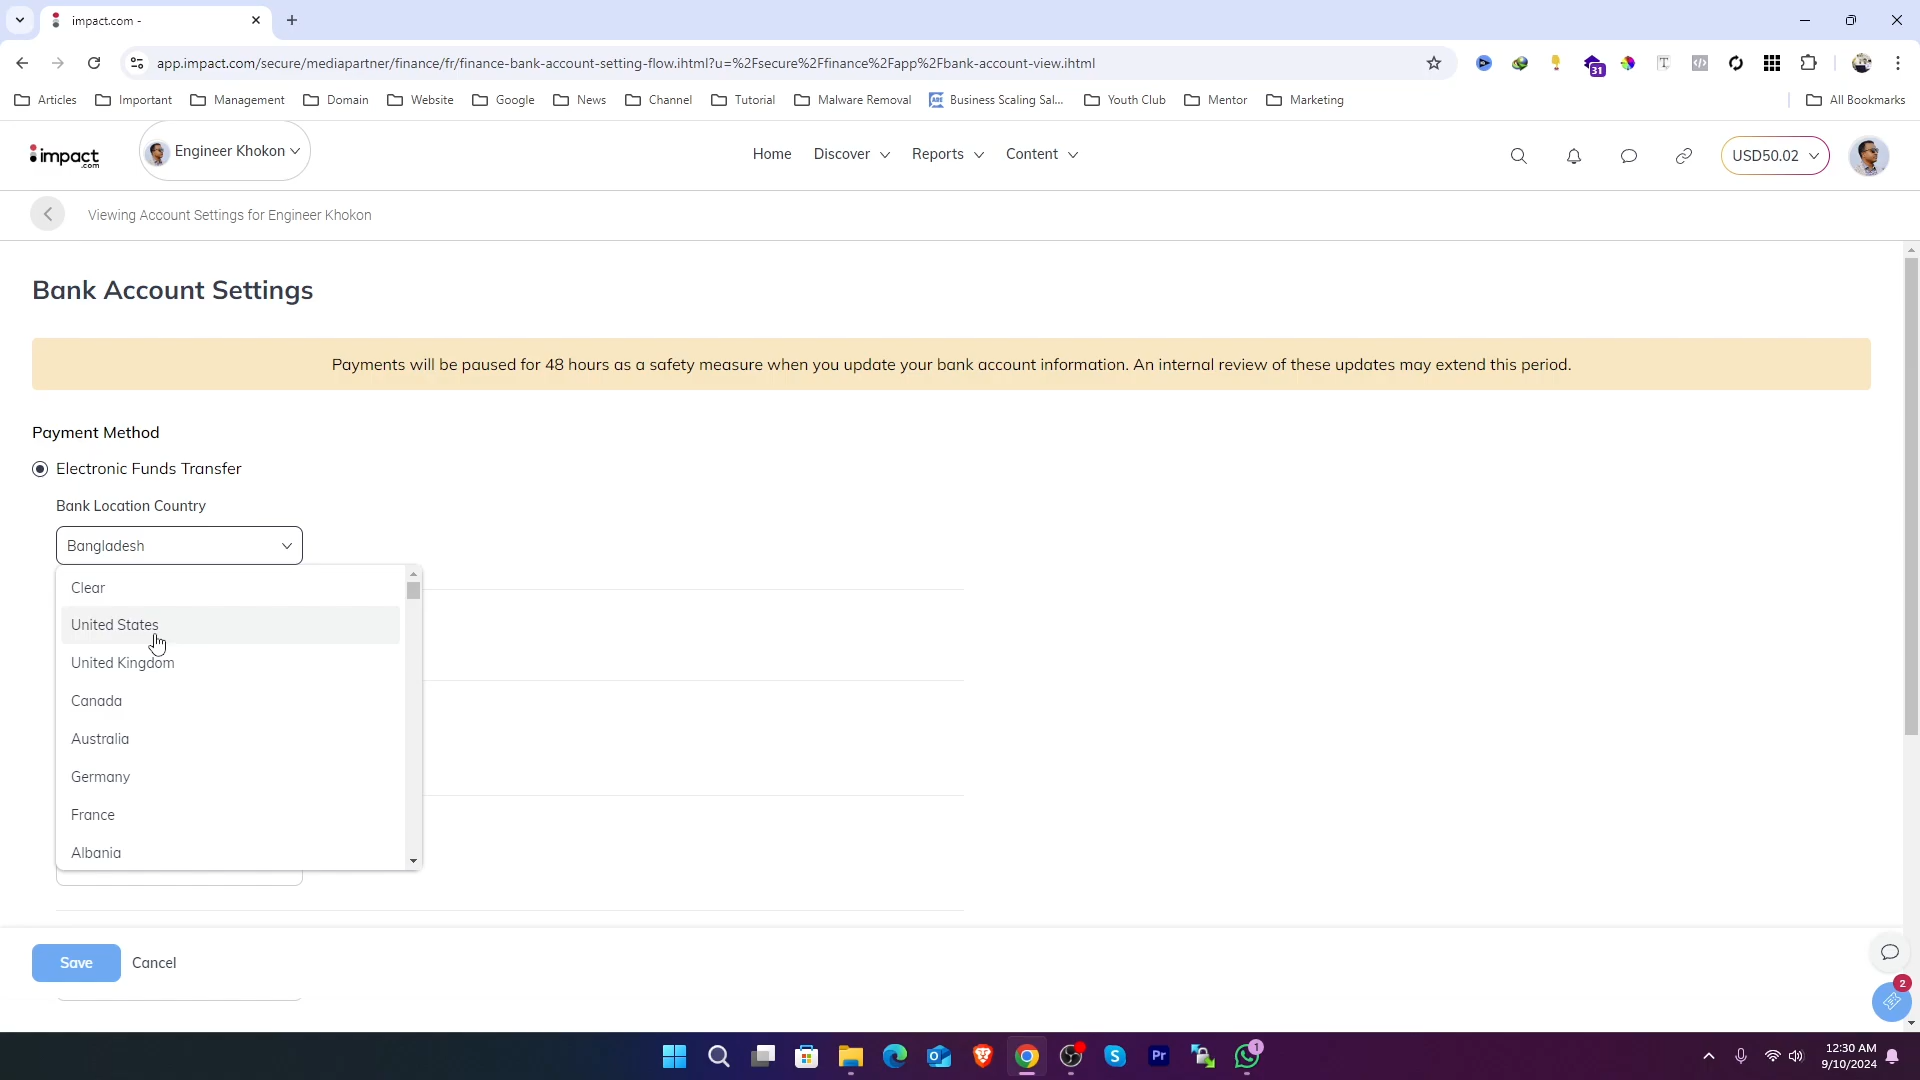 impact.com -
app.impact.com/secure/mediapartner/finance/fr/finance-bank-account-setting-flow.ihtml?u=%2Fsecure%2Ffinance%2Fapp%2Fbank-account-view.ihtml
31
Articles Important Management Domain Website Google News Channel Tutorial Malware Removal ABE Business Scaling Sal... Youth Club Mentor Marketing All Bookmarks
impact.com Engineer Khokon Home Discover Reports Content USD50.02
Viewing Account Settings for Engineer Khokon
Bank Account Settings
Payments will be paused for 48 hours as a safety measure when you update your bank account information. An internal review of these updates may extend this period.
Payment Method
Electronic Funds Transfer
Bank Location Country
Bangladesh
Clear
United States
United Kingdom
Canada
Australia
Germany
France
Albania
Save Cancel
2
Pr
1
12:30 AM
9/10/2024